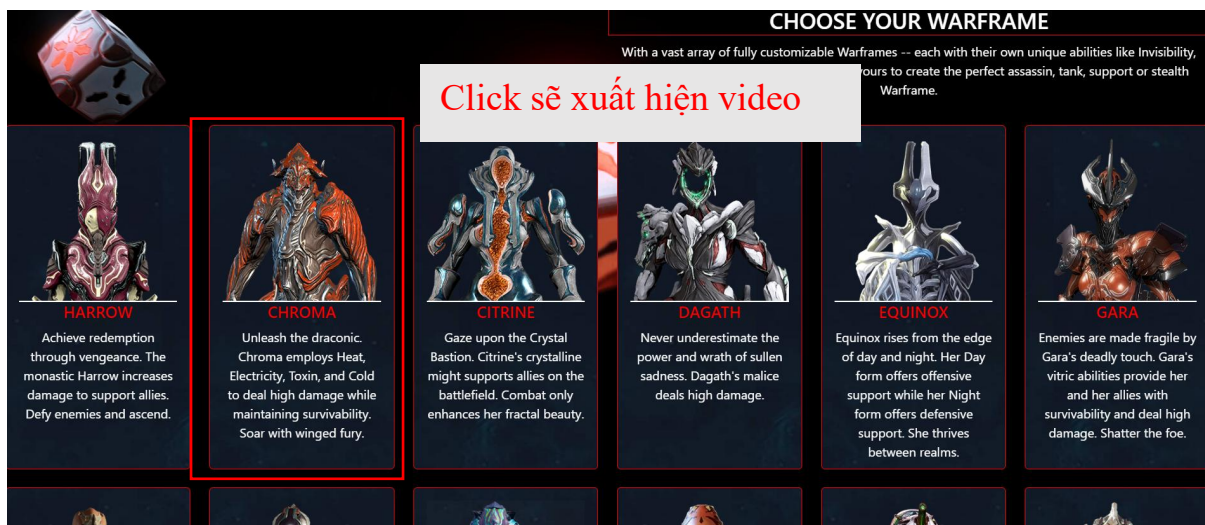 CHOOSE YOUR WARFRAME
With a vast array of fully customizable Warframes -- each with their own unique abilities like Invisibility,
yours to create the perfect assassin, tank, support or stealth
Warframe.
Click sẽ xuất hiện video
HARROW
Achieve redemption
through vengeance. The
monastic Harrow increases
damage to support allies.
Defy enemies and ascend.
CHROMA
Unleash the draconic.
Chroma employs Heat,
Electricity, Toxin, and Cold
to deal high damage while
maintaining survivability.
Soar with winged fury.
CITRINE
Gaze upon the Crystal
Bastion. Citrine's crystalline
might supports allies on the
battlefield. Combat only
enhances her fractal beauty.
DAGATH
Never underestimate the
power and wrath of sullen
sadness. Dagath's malice
deals high damage.
EQUINOX
Equinox rises from the edge
of day and night. Her Day
form offers offensive
support while her Night
form offers defensive
support. She thrives
between realms.
GARA
Enemies are made fragile by
Gara's deadly touch. Gara's
vitric abilities provide her
and her allies with
survivability and deal high
damage. Shatter the foe.